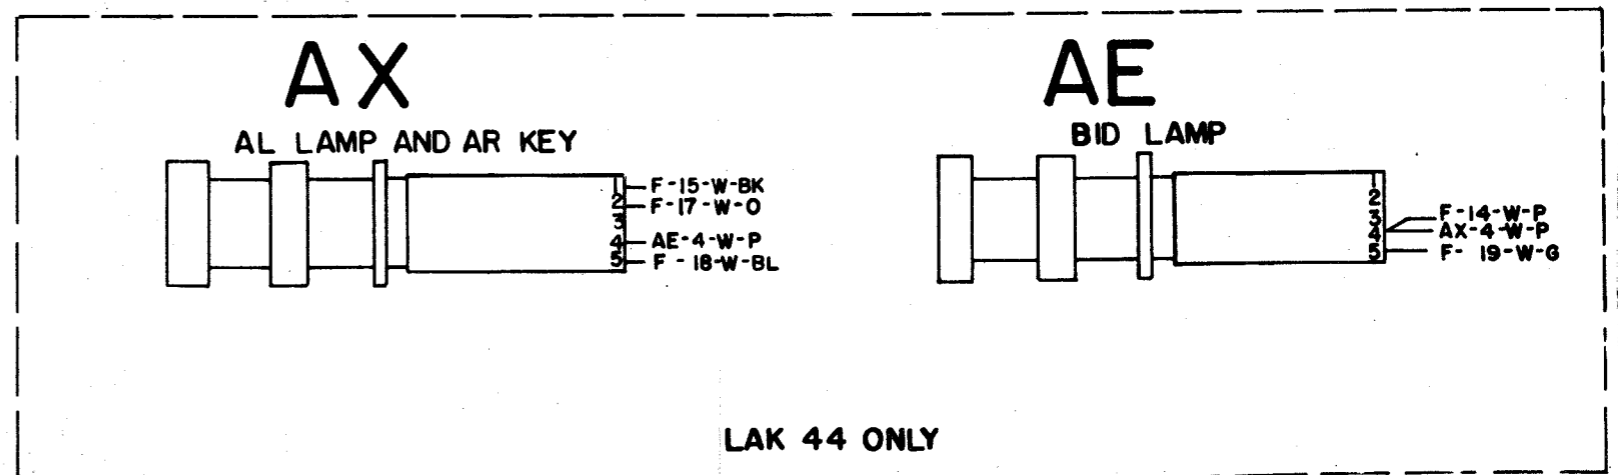 AX
AL LAMP AND AR KEY
1
F-15-W-BK
2
F-17-W-O
3
4
AE-4-W-P
5
F-18-W-BL
AE
BID LAMP
1
2
3
F-14-W-P
4
AX-4-W-P
5
F-19-W-G
LAK 44 ONLY